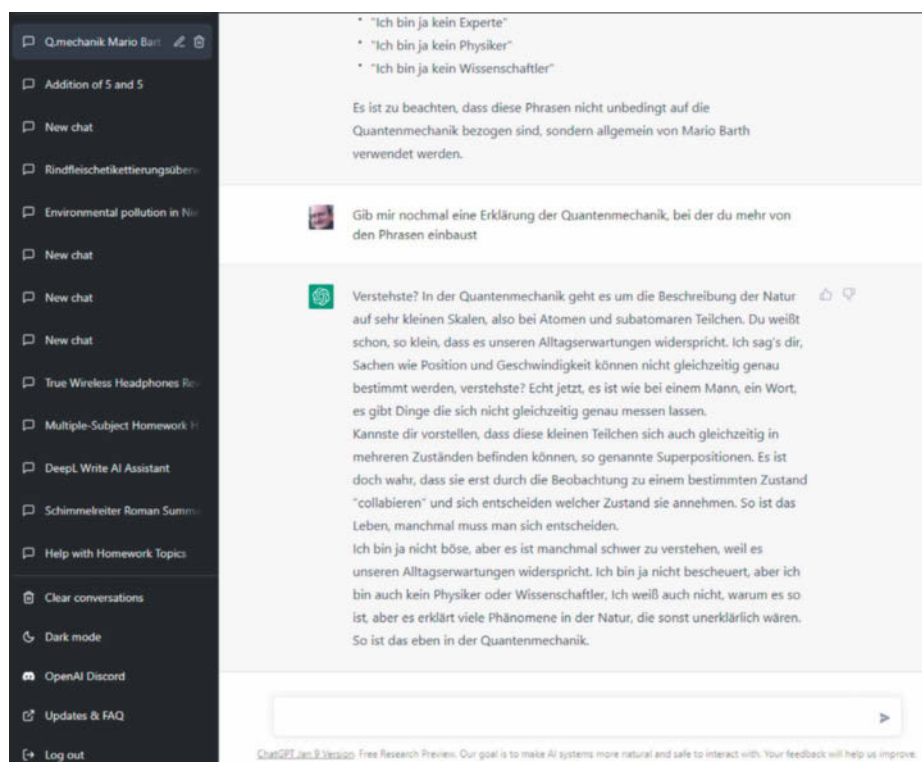 Q.mechanik Mario Bart
Addition of 5 and 5
New chat
Rindfleischetikettierungsüberw
Environmental pollution in Nie
New chat
New chat
New chat
True Wireless Headphones Rev
Multiple-Subject Homework H
DeepL Write AI Assistant
Schimmelreiter Roman Summa
Help with Homework Topics
Clear conversations
Dark mode
OpenAI Discord
Updates & FAQ
Log out
• "Ich bin ja kein Experte"
• "Ich bin ja kein Physiker"
• "Ich bin ja kein Wissenschaftler"
Es ist zu beachten, dass diese Phrasen nicht unbedingt auf die
Quantenmechanik bezogen sind, sondern allgemein von Mario Barth
verwendet werden.
Gib mir nochmal eine Erklärung der Quantenmechanik, bei der du mehr von
den Phrasen einbaust
Verstehste? In der Quantenmechanik geht es um die Beschreibung der Natur
auf sehr kleinen Skalen, also bei Atomen und subatomaren Teilchen. Du weißt
schon, so klein, dass es unseren Alltagserwartungen widerspricht. Ich sag's dir,
Sachen wie Position und Geschwindigkeit können nicht gleichzeitig genau
bestimmt werden, verstehste? Echt jetzt, es ist wie bei einem Mann, ein Wort,
es gibt Dinge die sich nicht gleichzeitig genau messen lassen.
Kannste dir vorstellen, dass diese kleinen Teilchen sich auch gleichzeitig in
mehreren Zuständen befinden können, so genannte Superpositionen. Es ist
doch wahr, dass sie erst durch die Beobachtung zu einem bestimmten Zustand
"collabieren" und sich entscheiden welcher Zustand sie annehmen. So ist das
Leben, manchmal muss man sich entscheiden.
Ich bin ja nicht böse, aber es ist manchmal schwer zu verstehen, weil es
unseren Alltagserwartungen widerspricht. Ich bin ja nicht bescheuert, aber ich
bin auch kein Physiker oder Wissenschaftler, Ich weiß auch nicht, warum es so
ist, aber es erklärt viele Phänomene in der Natur, die sonst unerklärlich wären.
So ist das eben in der Quantenmechanik.
ChatGPT Jan 9 Version. Free Research Preview. Our goal is to make AI systems more natural and safe to interact with. Your feedback will help us improve.